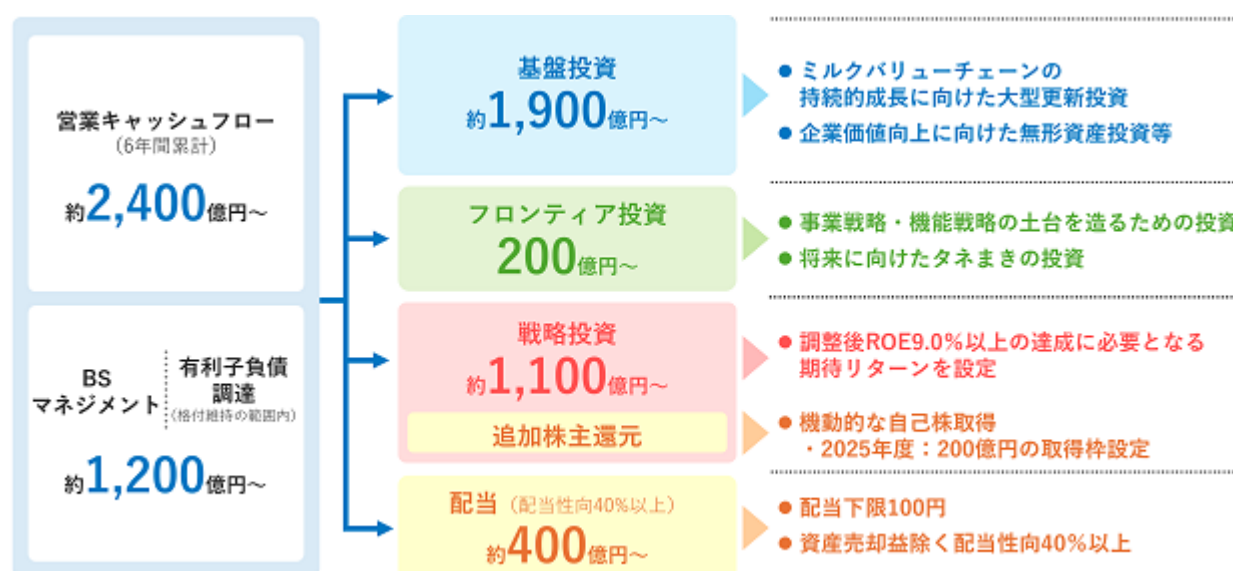 営業キャッシュフロー
（6年間累計）
約2,400億円～
BS
マネジメント
有利子負債
調達
（格付維持の範囲内）
約1,200億円～
基盤投資
約1,900億円～
● ミルクバリューチェーンの
持続的成長に向けた大型更新投資
● 企業価値向上に向けた無形資産投資等
フロンティア投資
200億円～
● 事業戦略・機能戦略の土台を造るための投資
● 将来に向けたタネまきの投資
戦略投資
約1,100億円～
● 調整後ROE9.0%以上の達成に必要となる
期待リターンを設定
追加株主還元
● 機動的な自己株取得
・2025年度：200億円の取得枠設定
配当（配当性向40%以上）
約400億円～
● 配当下限100円
● 資産売却益除く配当性向40%以上